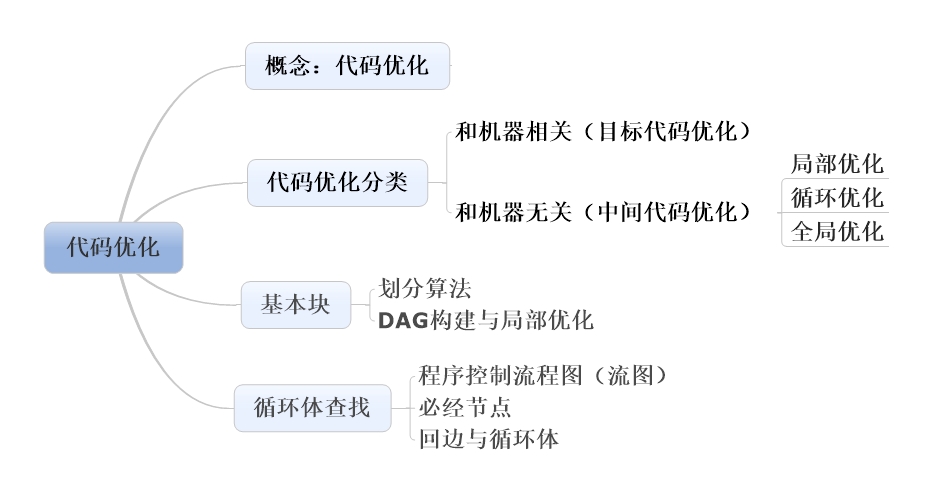 代码优化
概念：代码优化
代码优化分类
和机器相关（目标代码优化）
和机器无关（中间代码优化）
局部优化
循环优化
全局优化
基本块
划分算法
DAG构建与局部优化
循环体查找
程序控制流程图（流图）
必经节点
回边与循环体